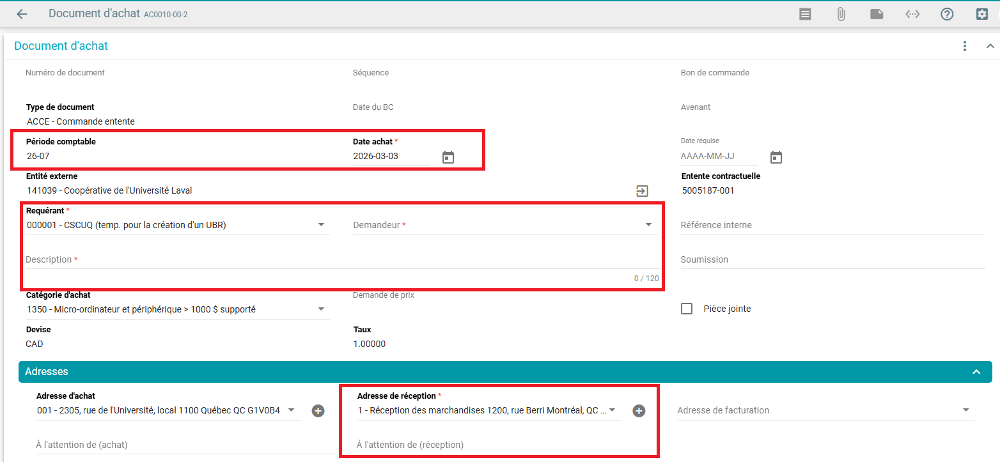 Document d'achat AC0010-00-2
Document d'achat
Numéro de document Séquence Bon de commande
Type de document Date du BC Avenant
ACCE - Commande entente
Période comptable Date achat * Date requise
26-07 2026-03-03 AAAA-MM-JJ
Entité externe Entente contractuelle
141039 - Coopérative de l'Université Laval 5005187-001
Requérant *
000001 - CSCUQ (temp. pour la création d'un UBR) Demandeur * Référence interne
Description * Soumission
0 / 120
Catégorie d'achat Demande de prix
1350 - Micro-ordinateur et périphérique > 1000 $ supporté Pièce jointe
Devise Taux
CAD 1.00000
Adresses
Adresse d'achat Adresse de réception *
001 - 2305, rue de l'Université, local 1100 Québec QC G1V0B4 1 - Réception des marchandises 1200, rue Berri Montréal, QC ... Adresse de facturation
À l'attention de (achat) À l'attention de (réception)